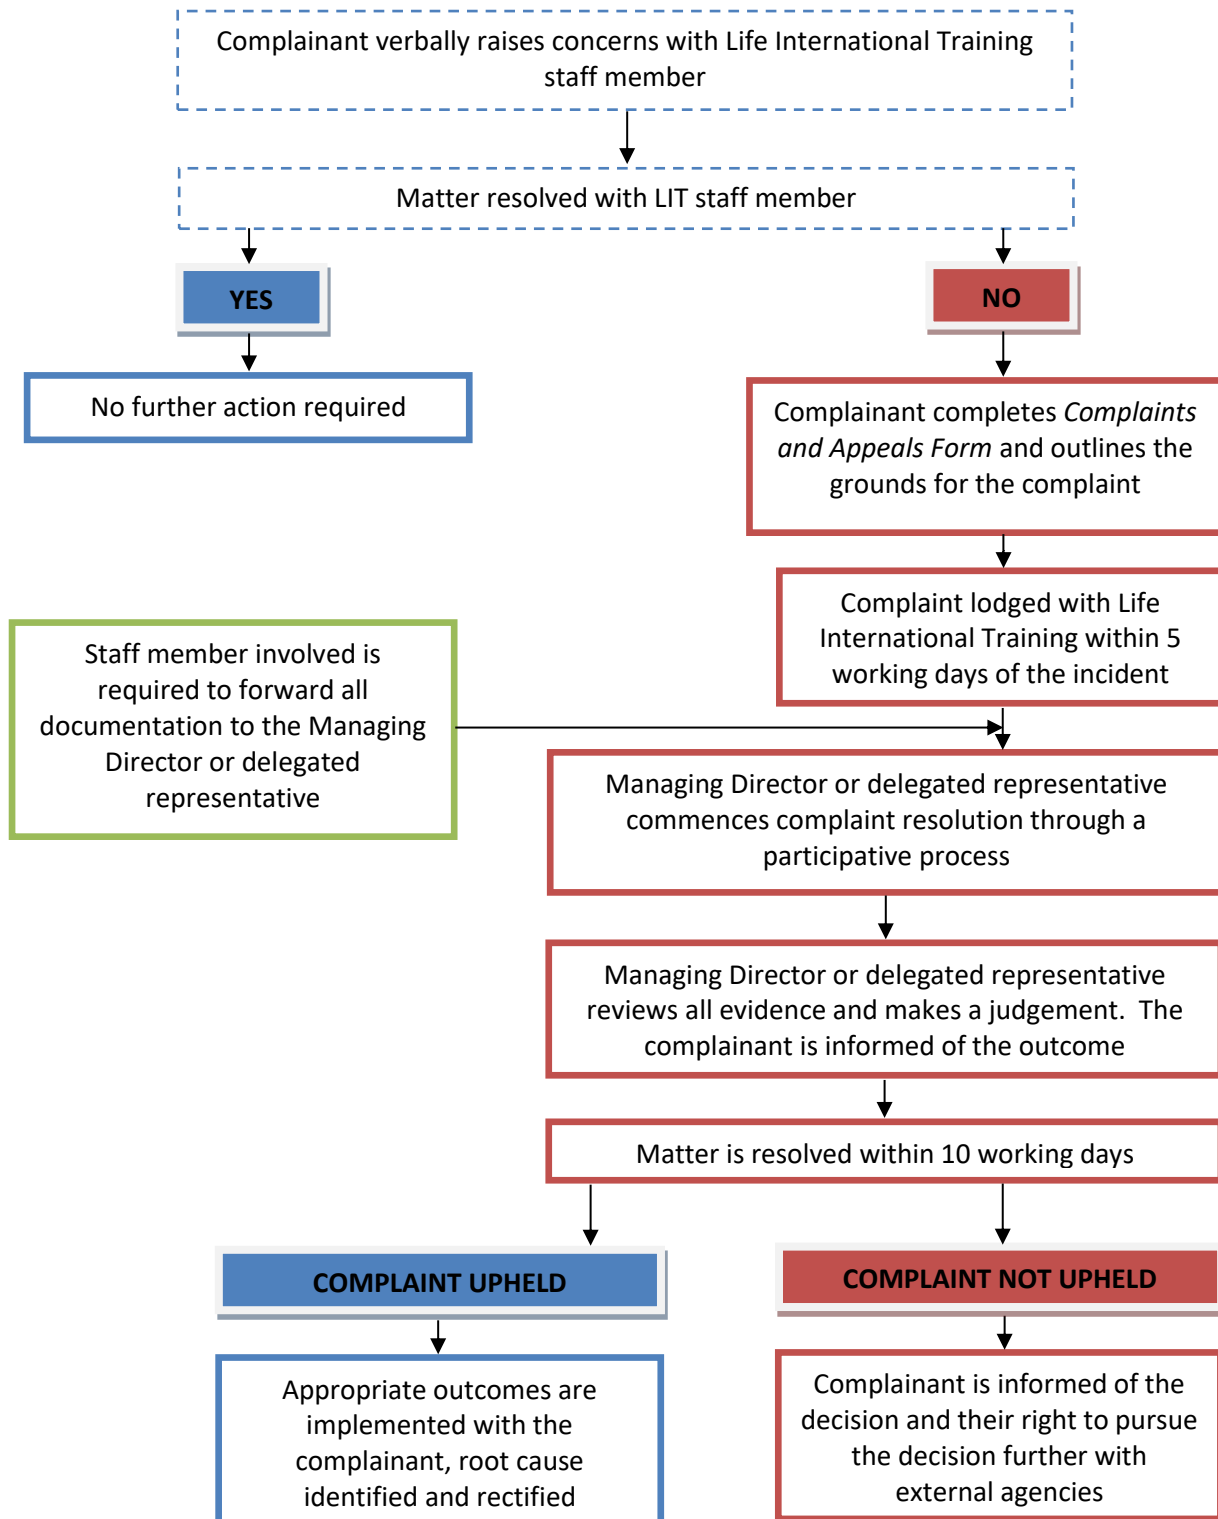 Complainant verbally raises concerns with Life International Training
staff member
Matter resolved with LIT staff member
YES
NO
No further action required
Complainant completes Complaints
and Appeals Form and outlines the
grounds for the complaint
Complaint lodged with Life
International Training within 5
working days of the incident
Staff member involved is
required to forward all
documentation to the Managing
Director or delegated
representative
Managing Director or delegated representative
commences complaint resolution through a
participative process
Managing Director or delegated representative
reviews all evidence and makes a judgement.  The
complainant is informed of the outcome
Matter is resolved within 10 working days
COMPLAINT UPHELD
COMPLAINT NOT UPHELD
Appropriate outcomes are
implemented with the
complainant, root cause
identified and rectified
Complainant is informed of the
decision and their right to pursue
the decision further with
external agencies